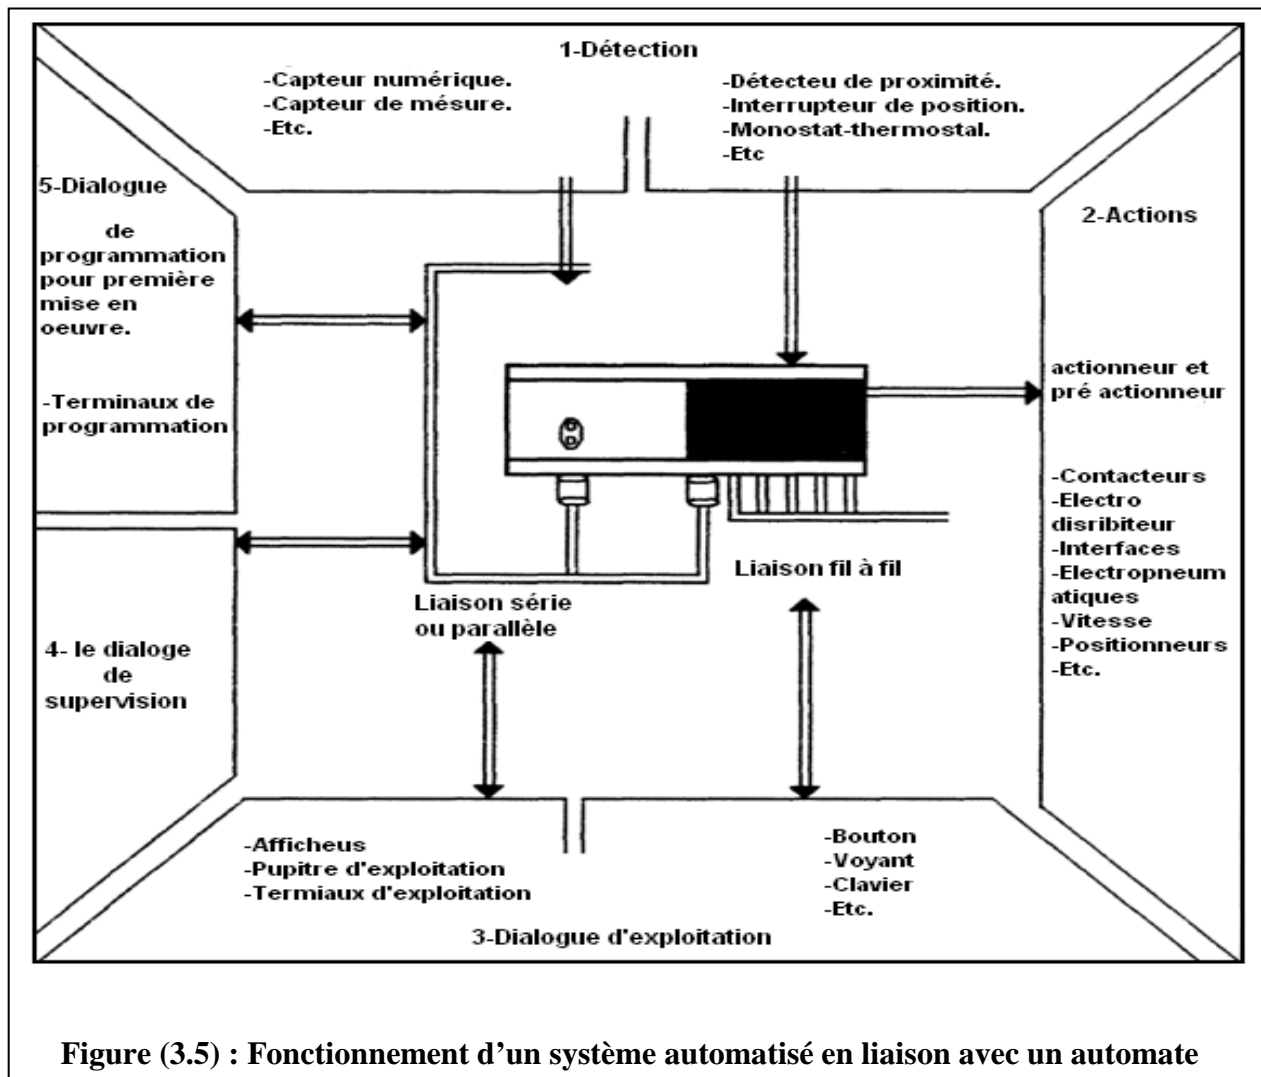 1-Détection
-Capteur numérique.
-Capteur de mésure.
-Etc.
-Détecteu de proximité.
-Interrupteur de position.
-Monostat-thermostal.
-Etc
5-Dialogue
de
programmation
pour première
mise en
oeuvre.
-Terminaux de
programmation
2-Actions
actionneur et
pré actionneur
-Contacteurs
-Electro
disribiteur
-Interfaces
-Electropneum
atiques
-Vitesse
-Positionneurs
-Etc.
Liaison fil à fil
Liaison série
ou parallèle
4- le dialoge
de
supervision
-Afficheus
-Pupitre d'exploitation
-Termiaux d'exploitation
-Bouton
-Voyant
-Clavier
-Etc.
3-Dialogue d'exploitation
Figure (3.5) : Fonctionnement d’un système automatisé en liaison avec un automate